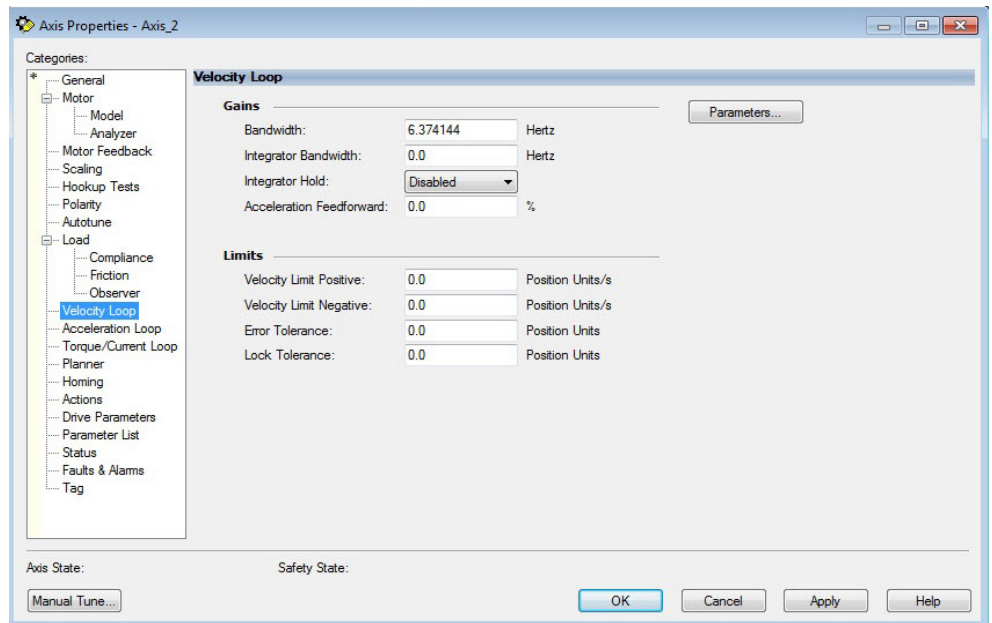 Axis Properties - Axis_2
Categories:
*
General
Motor
Model
Analyzer
Motor Feedback
Scaling
Hookup Tests
Polarity
Autotune
Load
Compliance
Friction
Observer
Velocity Loop
Acceleration Loop
Torque/Current Loop
Planner
Homing
Actions
Drive Parameters
Parameter List
Status
Faults & Alarms
Tag
Velocity Loop
Gains
Parameters...
Bandwidth: 6.374144 Hertz
Integrator Bandwidth: 0.0 Hertz
Integrator Hold: Disabled
Acceleration Feedforward: 0.0 %
Limits
Velocity Limit Positive: 0.0 Position Units/s
Velocity Limit Negative: 0.0 Position Units/s
Error Tolerance: 0.0 Position Units
Lock Tolerance: 0.0 Position Units
Axis State: Safety State:
Manual Tune... OK Cancel Apply Help